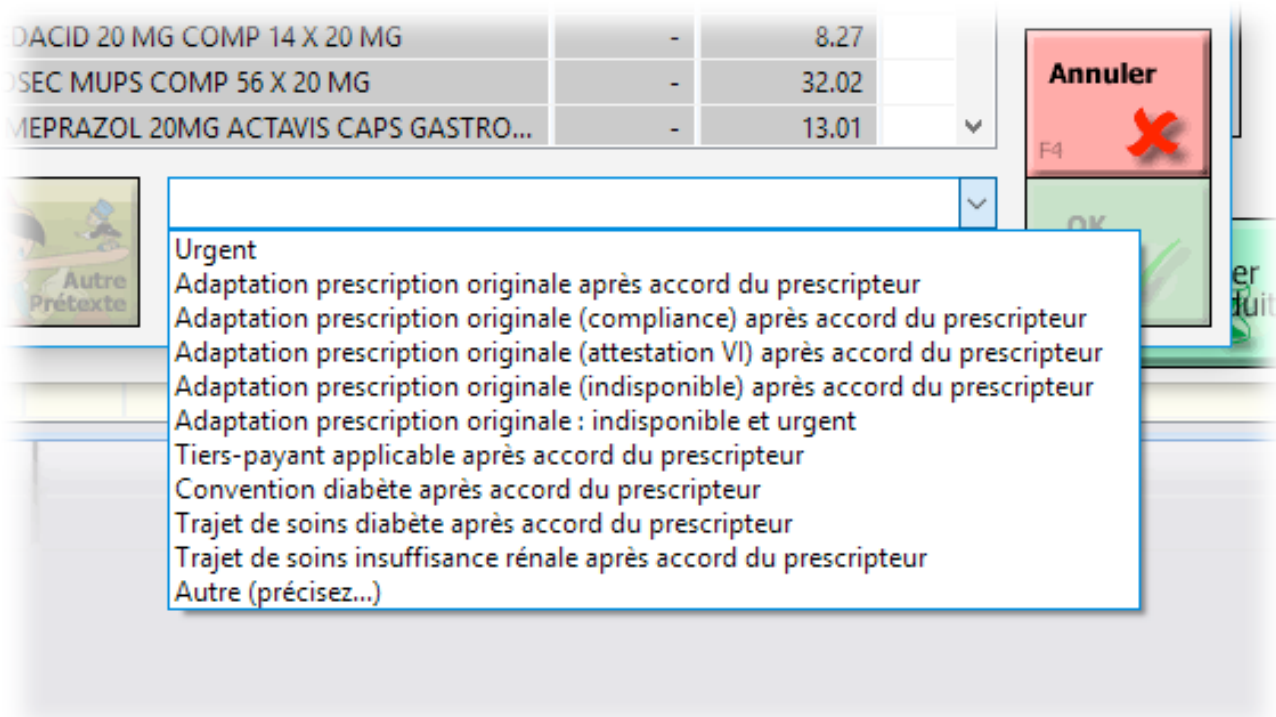 DACID 20 MG COMP 14 X 20 MG - 8.27
OSEC MUPS COMP 56 X 20 MG - 32.02
MEPRAZOL 20MG ACTAVIS CAPS GASTRO... - 13.01
Annuler
F4
OK
Autre
Prétexte
er
duit
Urgent
Adaptation prescription originale après accord du prescripteur
Adaptation prescription originale (compliance) après accord du prescripteur
Adaptation prescription originale (attestation VI) après accord du prescripteur
Adaptation prescription originale (indisponible) après accord du prescripteur
Adaptation prescription originale : indisponible et urgent
Tiers-payant applicable après accord du prescripteur
Convention diabète après accord du prescripteur
Trajet de soins diabète après accord du prescripteur
Trajet de soins insuffisance rénale après accord du prescripteur
Autre (précisez...)